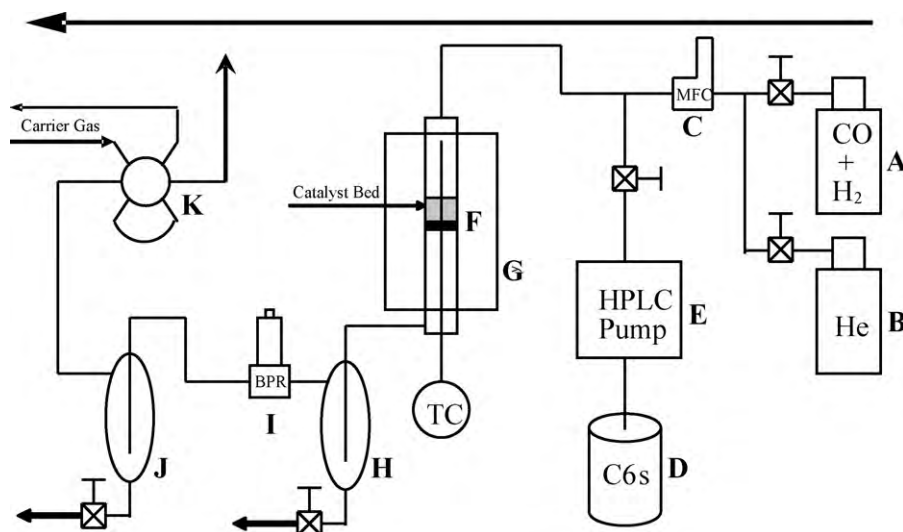 MFC
C
CO
+
H2
A
Carrier Gas
K
Catalyst Bed
F
G
HPLC
Pump
E
He
B
BPR
I
TC
J
H
C6s
D